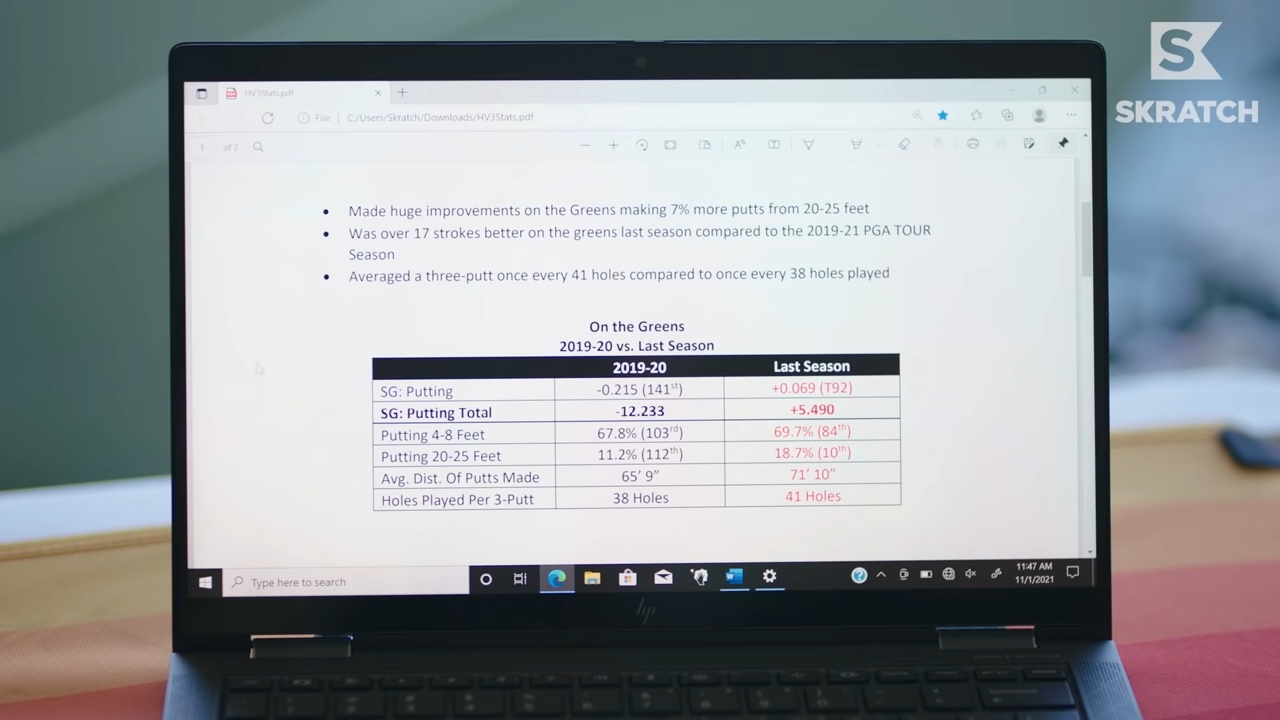 SKRATCH
HV3Stats.pdf
File | C:/Users/Skratch/Downloads/HV3Stats.pdf
1 of 2
• Made huge improvements on the Greens making 7% more putts from 20-25 feet
• Was over 17 strokes better on the greens last season compared to the 2019-21 PGA TOUR
Season
• Averaged a three-putt once every 41 holes compared to once every 38 holes played
On the Greens
2019-20 vs. Last Season
2019-20 Last Season
SG: Putting -0.215 (141st) +0.069 (T92)
SG: Putting Total -12.233 +5.490
Putting 4-8 Feet 67.8% (103rd) 69.7% (84th)
Putting 20-25 Feet 11.2% (112th) 18.7% (10th)
Avg. Dist. Of Putts Made 65' 9" 71' 10"
Holes Played Per 3-Putt 38 Holes 41 Holes
Type here to search
11:47 AM
11/1/2021
hp